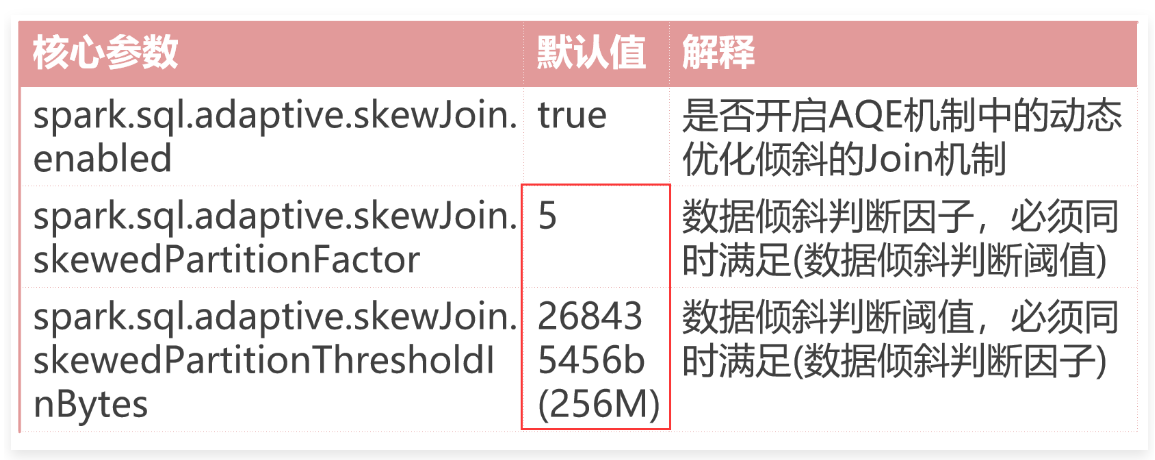 核心参数 默认值 解释
spark.sql.adaptive.skewJoin. true 是否开启AQE机制中的动态
enabled 优化倾斜的Join机制
spark.sql.adaptive.skewJoin. 5 数据倾斜判断因子，必须同
skewedPartitionFactor 时满足(数据倾斜判断阈值)
spark.sql.adaptive.skewJoin. 26843 数据倾斜判断阈值，必须同
skewedPartitionThresholdI 5456b 时满足(数据倾斜判断因子)
nBytes (256M)